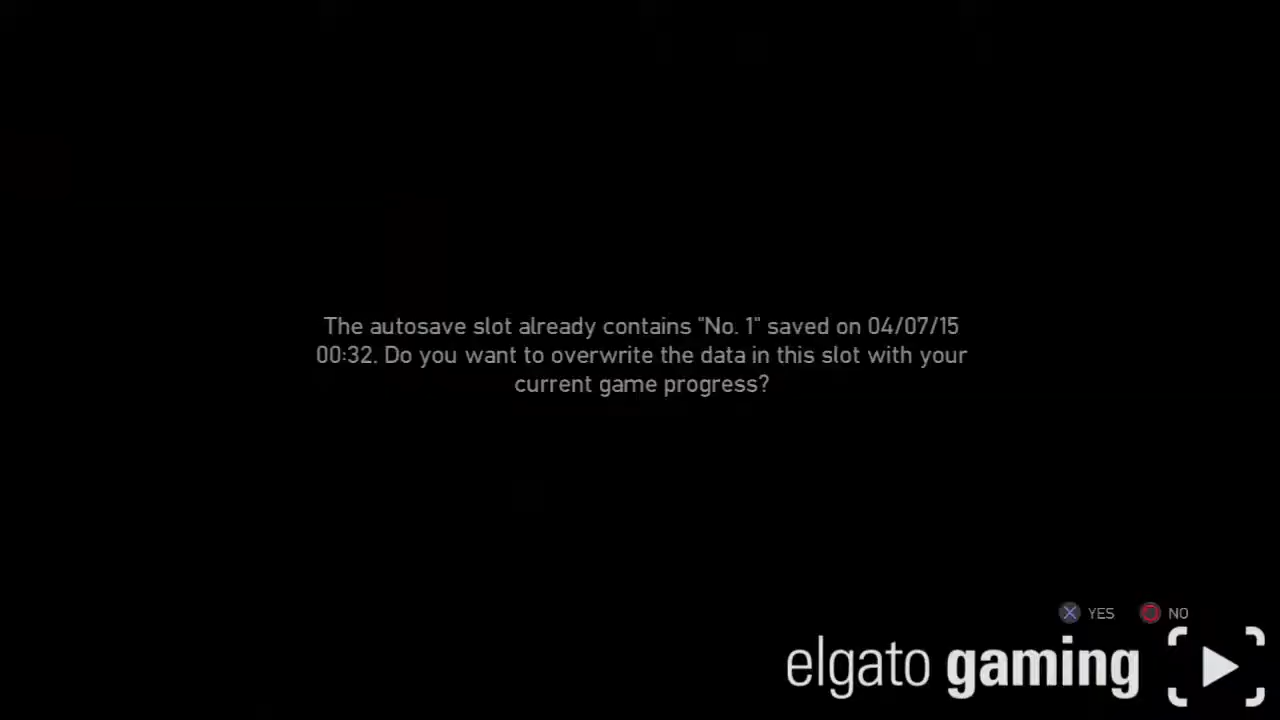 The autosave slot already contains "No. 1" saved on 04/07/15
00:32. Do you want to overwrite the data in this slot with your
current game progress?
YES NO
elgato gaming